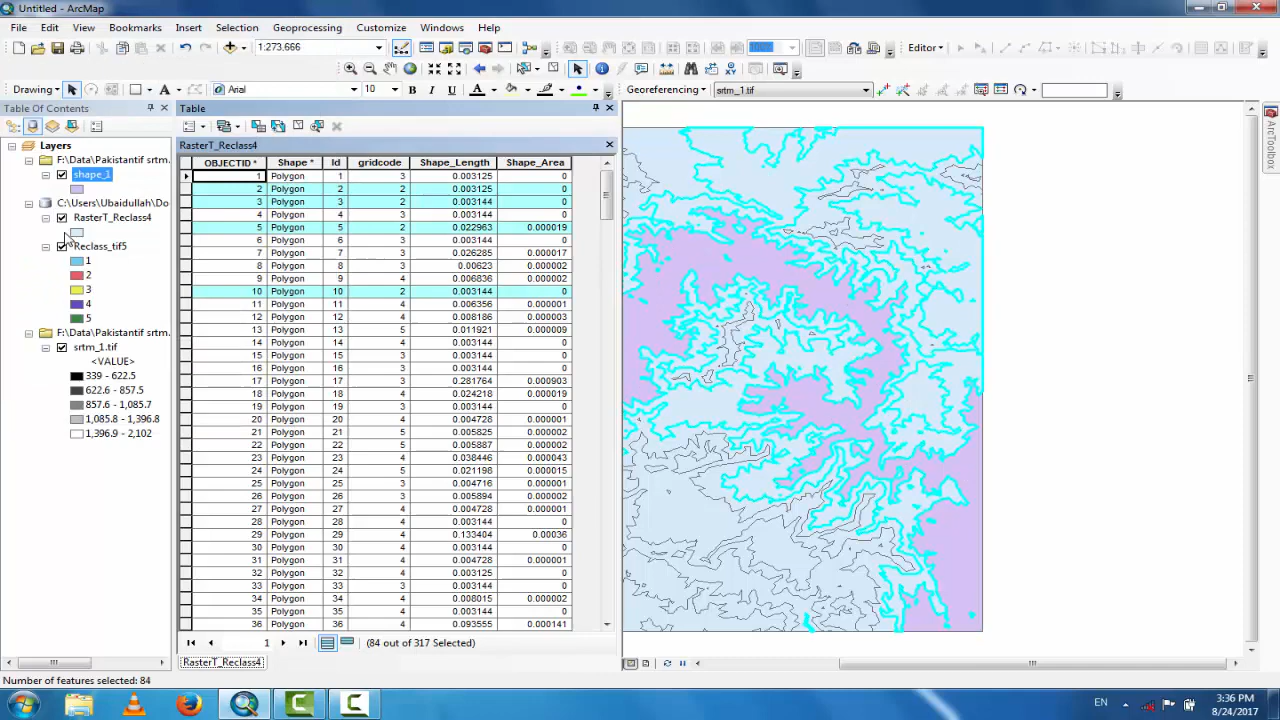 Untitled - ArcMap
File Edit View Bookmarks Insert Selection Geoprocessing Customize Windows Help
1:273,666
Editor
Drawing Arial 10 B I U A Georeferencing srtm_1.tif
Table Of Contents
Table
ArcToolbox
Layers
F:\Data\Pakistantif srtm.
shape_1
C:\Users\Ubaidullah\Do
RasterT_Reclass4
Reclass_tif5
1
2
3
4
5
F:\Data\Pakistantif srtm.
srtm_1.tif
<VALUE>
339 - 622.5
622.6 - 857.5
857.6 - 1,085.7
1,085.8 - 1,396.8
1,396.9 - 2,102
RasterT_Reclass4
OBJECTID * Shape * Id gridcode Shape_Length Shape_Area
1 Polygon 1 3 0.003125 0
2 Polygon 2 2 0.003144 0
3 Polygon 3 2 0.003144 0
4 Polygon 4 3 0.003144 0
5 Polygon 5 2 0.022963 0.000019
6 Polygon 6 3 0.003144 0
7 Polygon 7 3 0.026285 0.000017
8 Polygon 8 3 0.00623 0.000002
9 Polygon 9 4 0.006836 0.000002
10 Polygon 10 2 0.003144 0
11 Polygon 11 4 0.006356 0.000001
12 Polygon 12 4 0.008186 0.000003
13 Polygon 13 5 0.011921 0.000009
14 Polygon 14 4 0.003144 0
15 Polygon 15 3 0.003144 0
16 Polygon 16 4 0.003144 0
17 Polygon 17 3 0.281764 0.000903
18 Polygon 18 4 0.024218 0.000019
19 Polygon 19 3 0.003144 0
20 Polygon 20 4 0.004728 0.000001
21 Polygon 21 5 0.005825 0.000002
22 Polygon 22 5 0.005887 0.000002
23 Polygon 23 4 0.038446 0.000043
24 Polygon 24 5 0.021198 0.000015
25 Polygon 25 3 0.004716 0.000001
26 Polygon 26 3 0.005894 0.000002
27 Polygon 27 4 0.004728 0.000001
28 Polygon 28 4 0.003144 0
29 Polygon 29 4 0.133404 0.00036
30 Polygon 30 4 0.003144 0
31 Polygon 31 4 0.004728 0.000001
32 Polygon 32 4 0.003125 0
33 Polygon 33 3 0.003144 0
34 Polygon 34 4 0.008015 0.000002
35 Polygon 35 4 0.003144 0
36 Polygon 36 4 0.093555 0.000141
1 (84 out of 317 Selected)
RasterT_Reclass4
Number of features selected: 84
EN
3:36 PM
8/24/2017